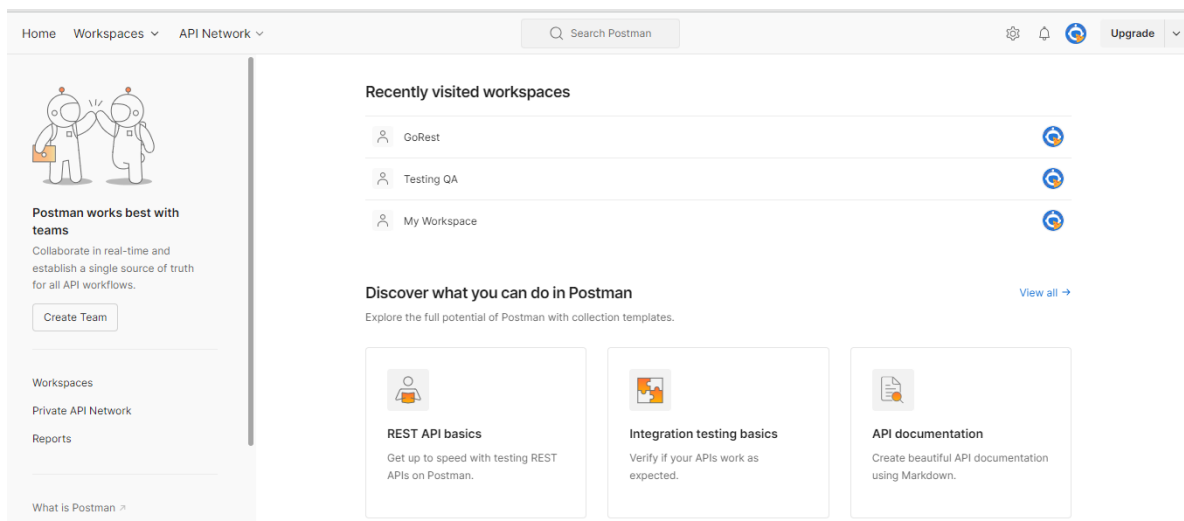 Home Workspaces API Network Search Postman Upgrade
Postman works best with
teams
Collaborate in real-time and
establish a single source of truth
for all API workflows.
Create Team
Workspaces
Private API Network
Reports
What is Postman ↗
Recently visited workspaces
GoRest
Testing QA
My Workspace
Discover what you can do in Postman View all →
Explore the full potential of Postman with collection templates.
REST API basics
Get up to speed with testing REST
APIs on Postman.
Integration testing basics
Verify if your APIs work as
expected.
API documentation
Create beautiful API documentation
using Markdown.